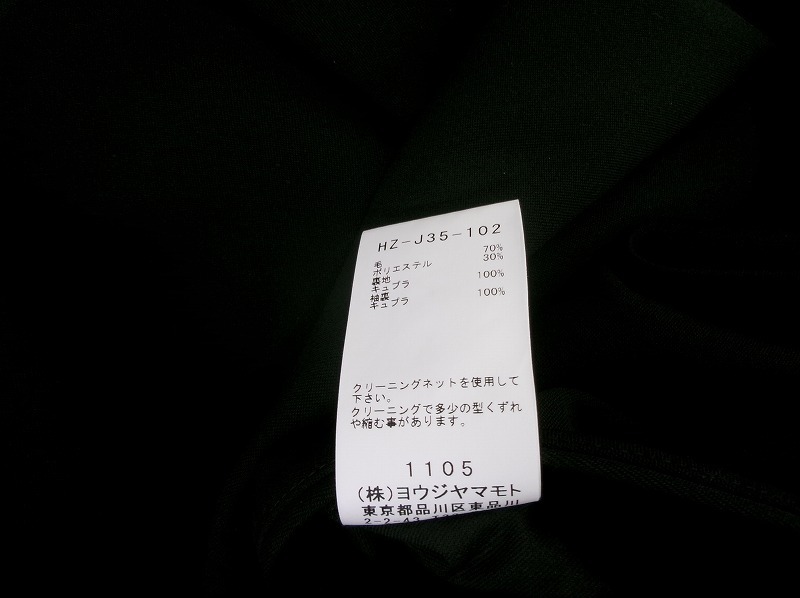 HZ-J35-102
毛 70%
ポリエステル 30%
裏地
キュプラ 100%
袖裏
キュプラ 100%
クリーニングネットを使用して
下さい。
クリーニングで多少の型くずれ
や縮む事があります。
1105
(株)ヨウジヤマモト
東京都品川区東品川
2-2-43